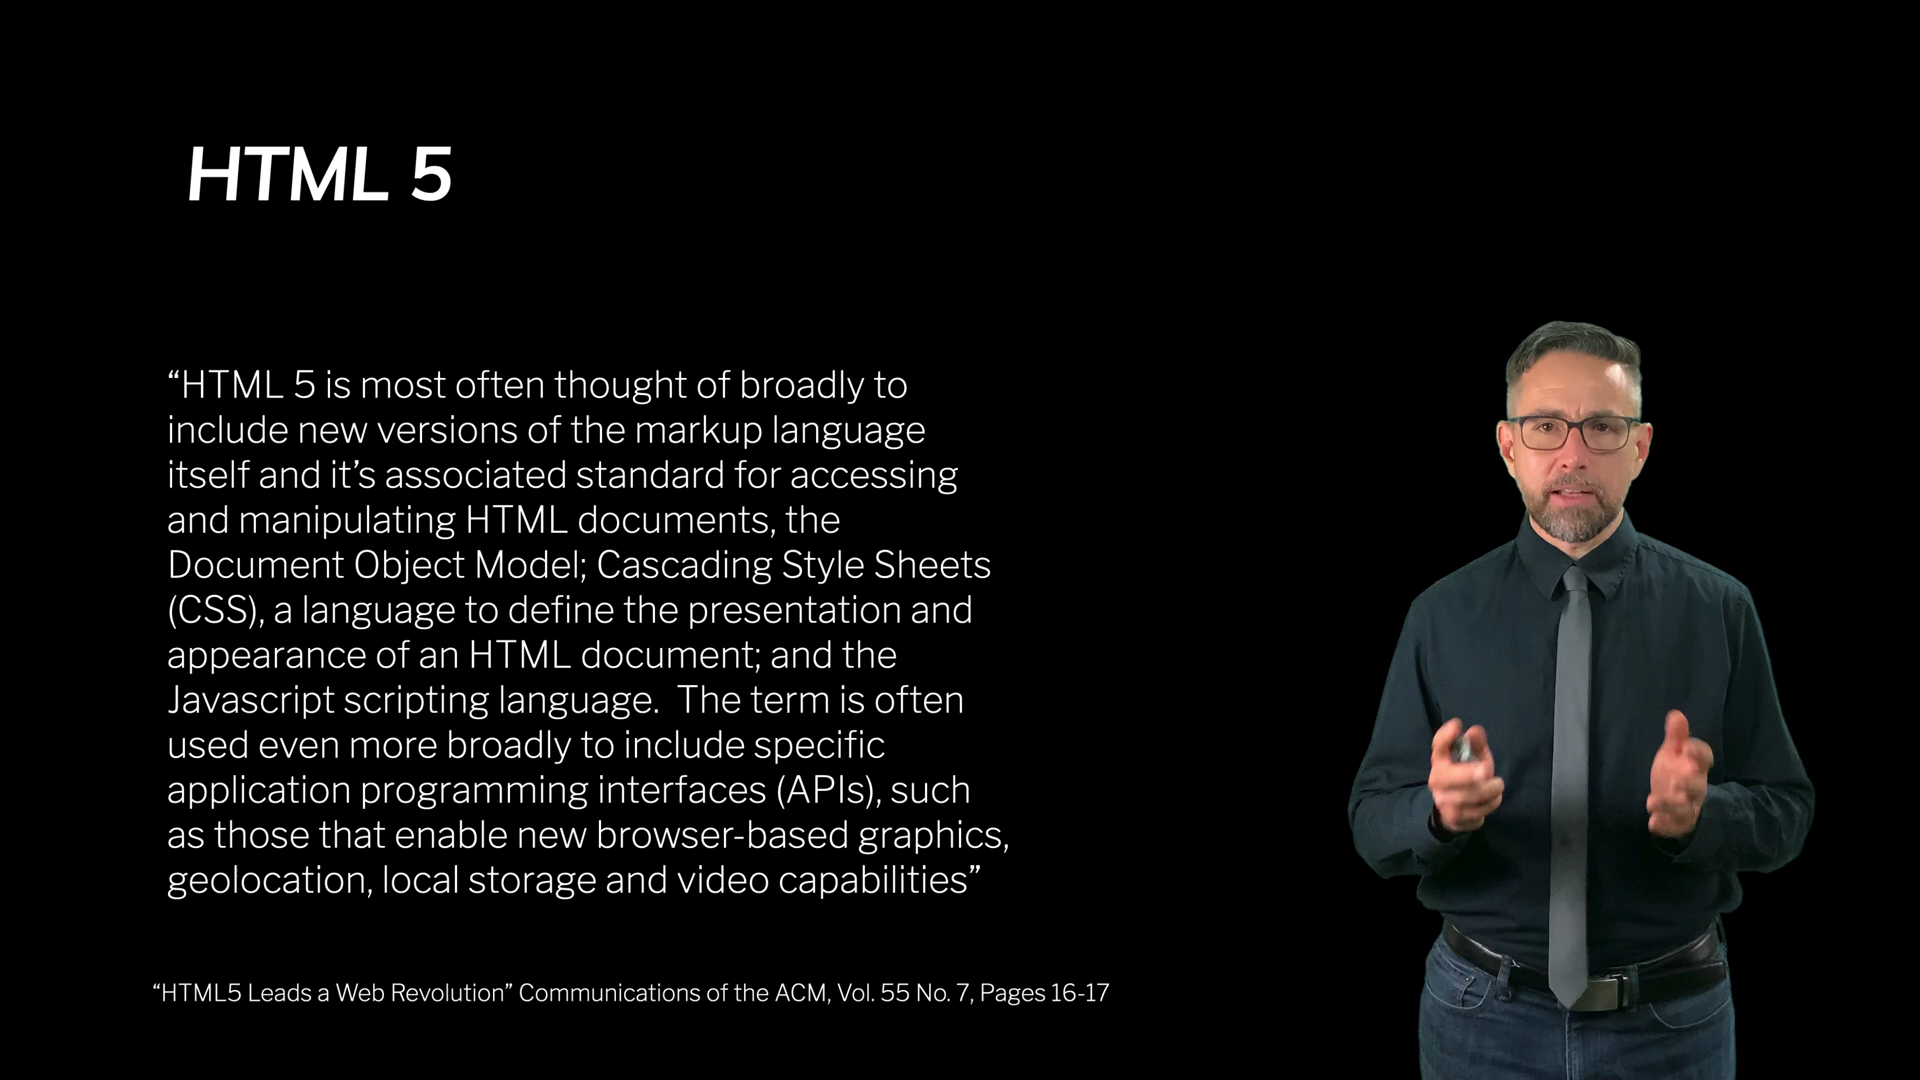 HTML 5
“HTML 5 is most often thought of broadly to
include new versions of the markup language
itself and it’s associated standard for accessing
and manipulating HTML documents, the
Document Object Model; Cascading Style Sheets
(CSS), a language to define the presentation and
appearance of an HTML document; and the
Javascript scripting language.  The term is often
used even more broadly to include specific
application programming interfaces (APIs), such
as those that enable new browser-based graphics,
geolocation, local storage and video capabilities”
“HTML5 Leads a Web Revolution” Communications of the ACM, Vol. 55 No. 7, Pages 16-17